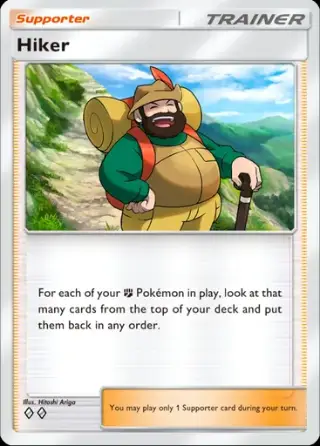 Supporter
TRAINER
Hiker
For each of your Pokémon in play, look at that
many cards from the top of your deck and put
them back in any order.
Illus. Hitoshi Ariga
You may play only 1 Supporter card during your turn.